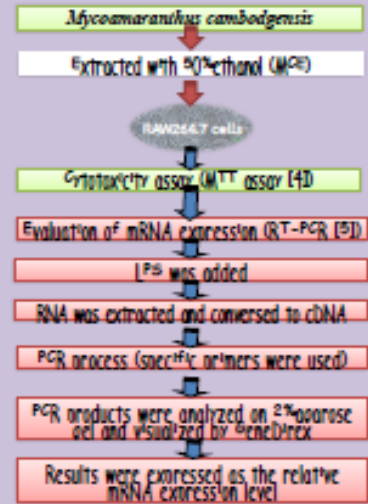 Mycoamaranthus cambodgensis
Extracted with 50%ethanol (MCE)
RAW264.7 cells
Cytotoxicity assay (MTT assay [4])
Evaluation of mRNA expression (RT-PCR [5])
LPS was added
RNA was extracted and conversed to cDNA
PCR process (specific primers were used)
PCR products were analyzed on 2%agarose
gel and visualized by GeneDirex
Results were expressed as the relative
mRNA expression level